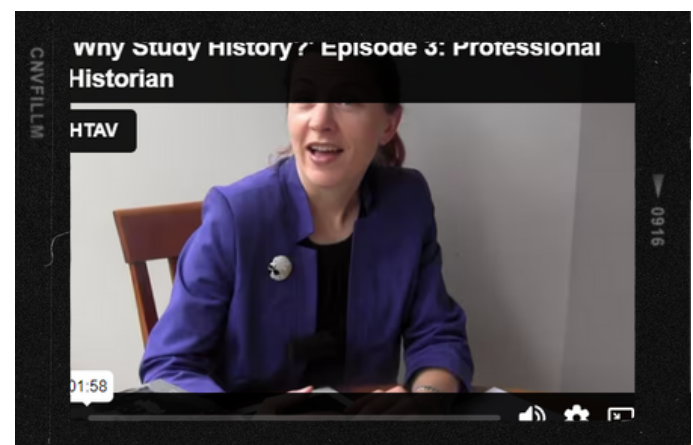 Why Study History? Episode 3: Professional
Historian
HTAV
01:58
CNVFILLM
0916